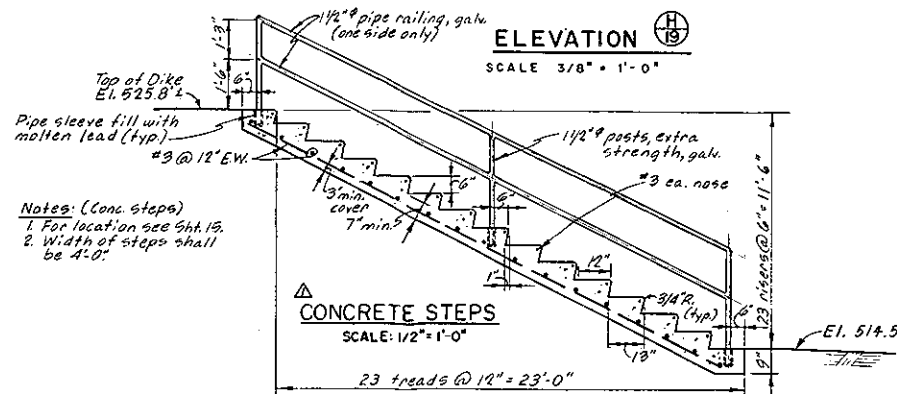 1½"ᶲ pipe railing, galv.
(one side only)
ELEVATION H
19
SCALE 3/8" = 1'-0"
1'-3"
1'-6"
6"
Top of Dike
El. 525.8'±
Pipe sleeve fill with
molten lead (typ.)
#3 @ 12" E.W.
3" min.
cover
7" min.
6"
6"
1½"ᶲ posts, extra
strength, galv.
#3 ea. nose
Notes: (Conc. steps)
1. For location see Sht. 15.
2. Width of steps shall
be 4'-0".
1"
12"
3/4" R.
(typ.)
13"
6"
23 risers @ 6" = 11'-6"
El. 514.5
9"
1
CONCRETE STEPS
SCALE: 1/2" = 1'-0"
23 treads @ 12" = 23'-0"